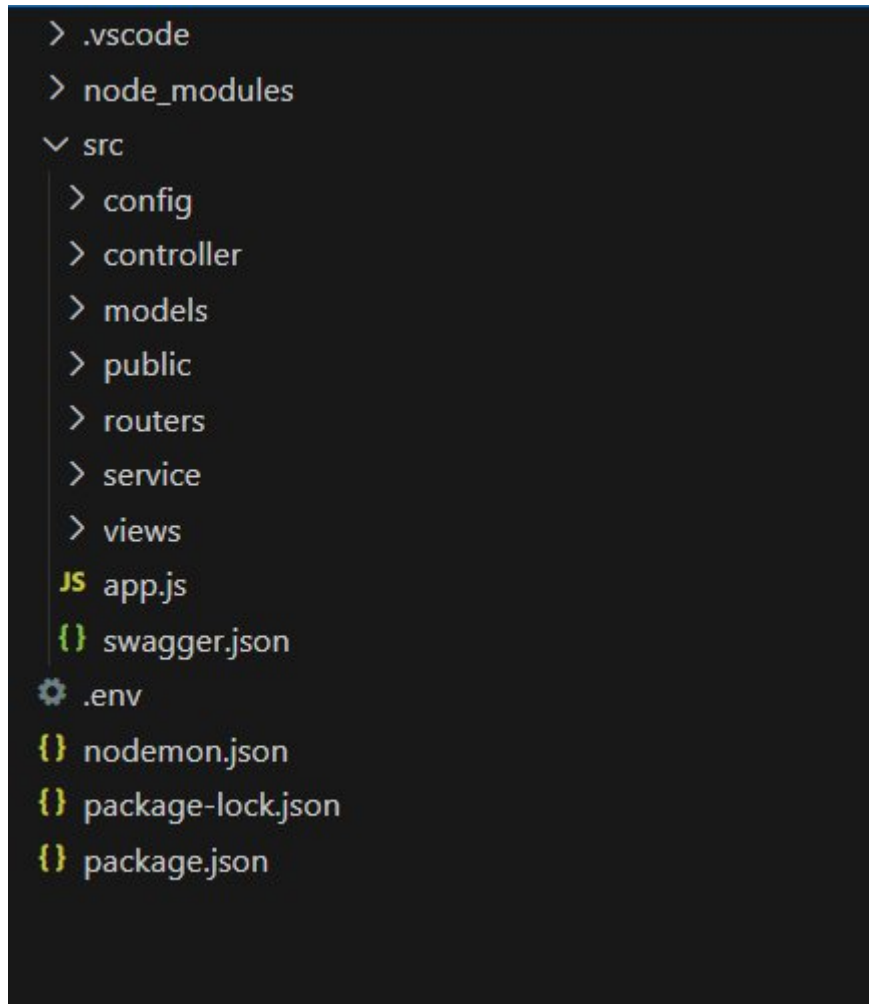 .vscode
node_modules
src
config
controller
models
public
routers
service
views
JS app.js
{} swagger.json
.env
{} nodemon.json
{} package-lock.json
{} package.json